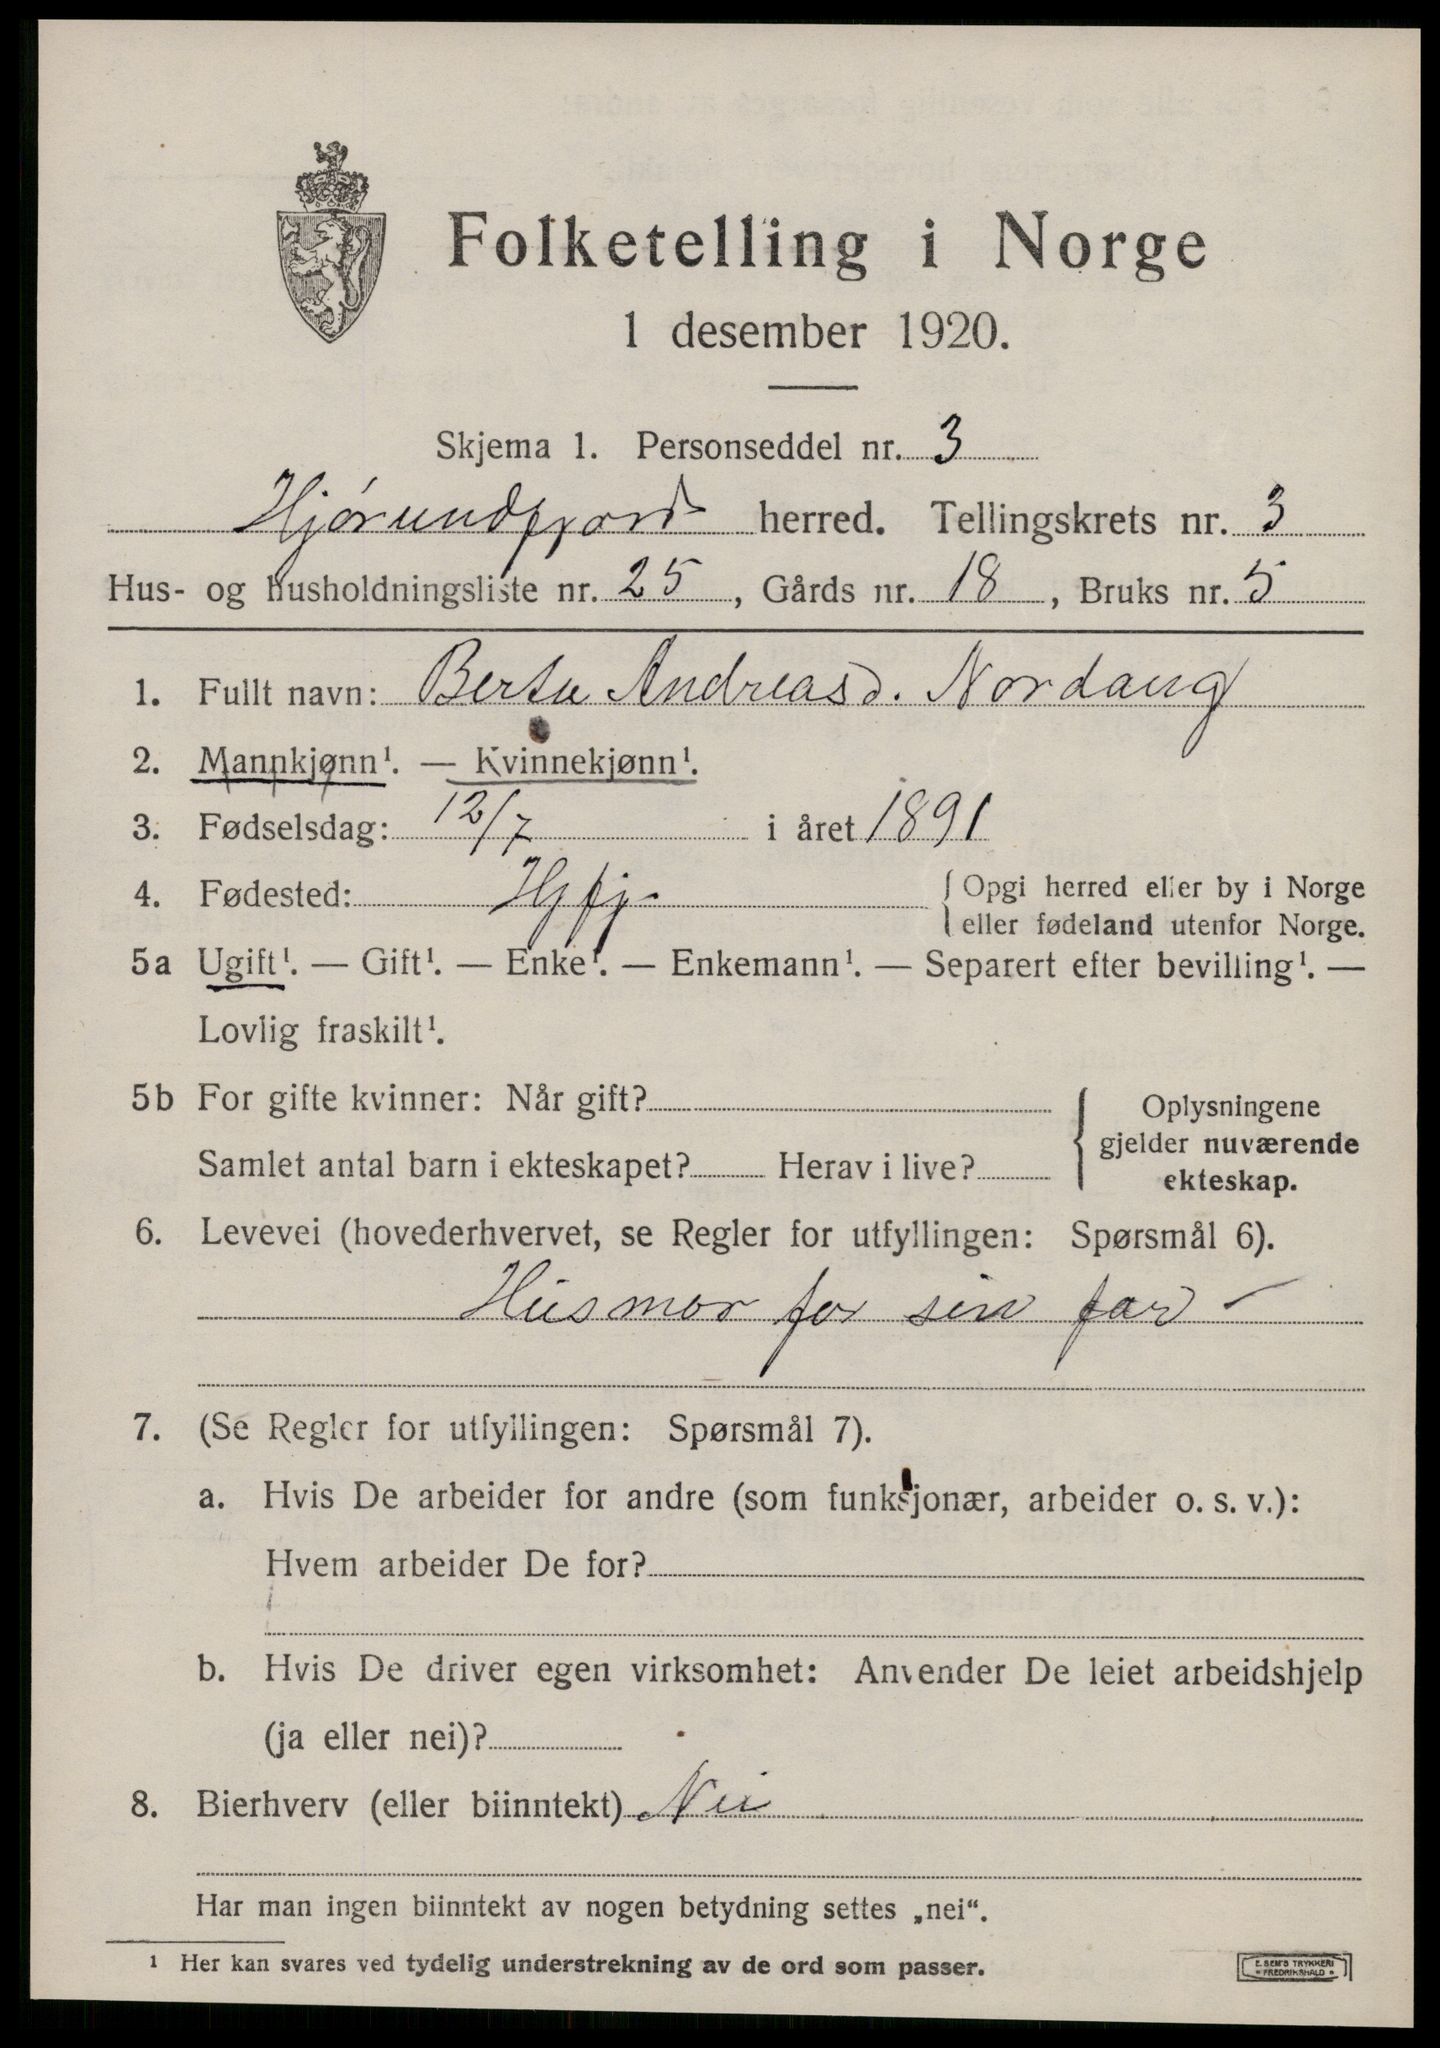 Folketelling i Norge
1 desember 1920.
Skjema 1. Personseddel nr. 3
Hjørundfjord herred. Tellingskrets nr. 3
Hus- og husholdningsliste nr. 25, Gårds nr. 18, Bruks nr. 5
1. Fullt navn: Berte Andreasd. Nordang
2. Mannkjønn¹. — Kvinnekjønn¹.
3. Fødselsdag: 12/7 i året 1891
4. Fødested: Hjfj- { Opgi herred eller by i Norge
eller fødeland utenfor Norge.
5a Ugift¹. — Gift¹. — Enke¹. — Enkemann¹. — Separert efter bevilling¹. —
Lovlig fraskilt¹.
5b For gifte kvinner: Når gift? { Oplysningene
gjelder nuværende
Samlet antal barn i ekteskapet? Herav i live?
ekteskap.
6. Levevei (hovederhvervet, se Regler for utfyllingen: Spørsmål 6).
Husmor for sin far -
7. (Se Regler for utfyllingen: Spørsmål 7).
a. Hvis De arbeider for andre (som funksjonær, arbeider o. s. v.):
Hvem arbeider De for?
b. Hvis De driver egen virksomhet: Anvender De leiet arbeidshjelp
(ja eller nei)?
8. Bierhverv (eller biinntekt) Nei
Har man ingen biinntekt av nogen betydning settes „nei“.
¹ Her kan svares ved tydelig understrekning av de ord som passer.
E. SEM'S TRYKKERI
FREDRIKSHALD